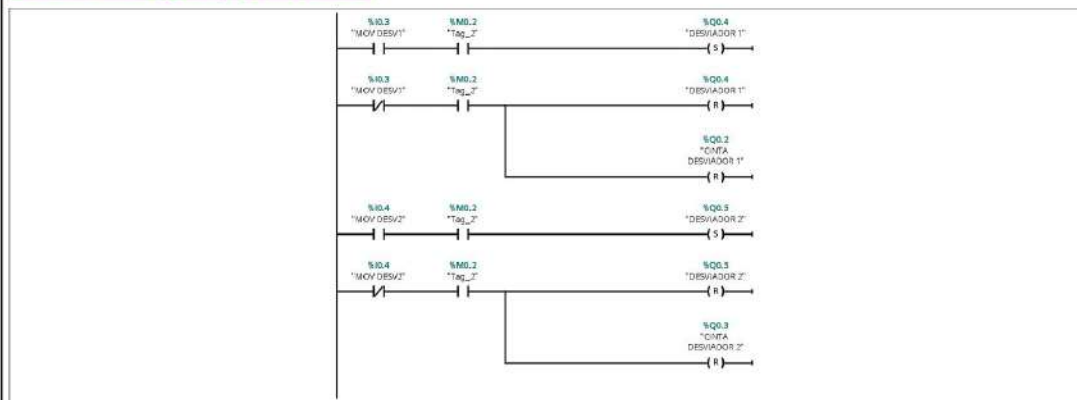 %I0.3 %M0.2 %Q0.4
"MOV DESV1" "Tag_2" "DESVIADOR 1"
S
%I0.3 %M0.2 %Q0.4
"MOV DESV1" "Tag_2" "DESVIADOR 1"
R
%Q0.2
"CINTA
DESVIADOR 1"
R
%I0.4 %M0.2 %Q0.5
"MOV DESV2" "Tag_2" "DESVIADOR 2"
S
%I0.4 %M0.2 %Q0.5
"MOV DESV2" "Tag_2" "DESVIADOR 2"
R
%Q0.3
"CINTA
DESVIADOR 2"
R